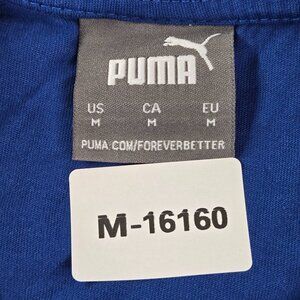 PUMA
US CA EU
M M M
PUMA.COM/FOREVERBETTER
M-16160